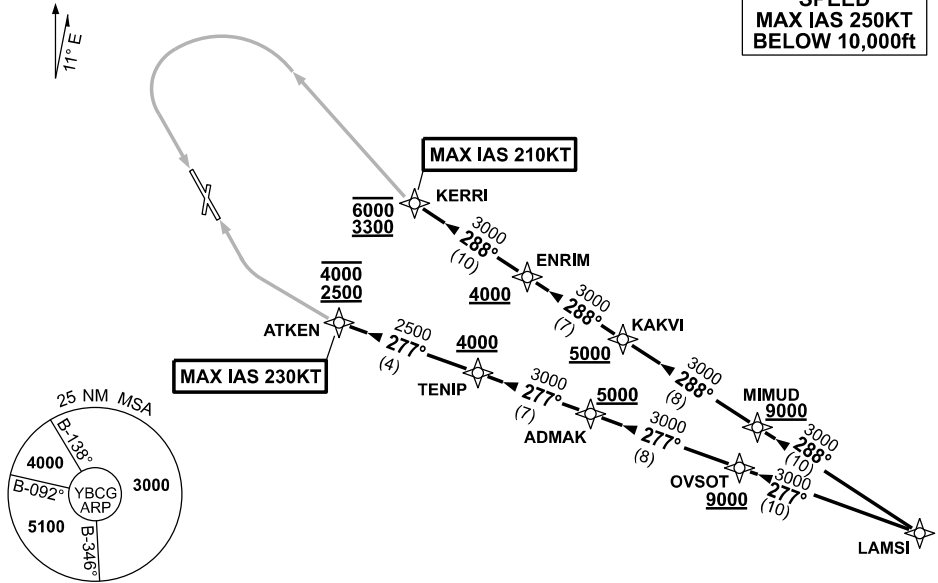 SPEED
MAX IAS 250KT
BELOW 10,000ft
11° E
MAX IAS 210KT
KERRI
6000
3300
3000
288°
(10)
ENRIM
4000
4000
2500
3000
288°
(7)
KAKVI
5000
ATKEN
2500
277°
(4)
4000
TENIP
MAX IAS 230KT
3000
277°
(7)
5000
ADMAK
3000
288°
(8)
MIMUD
9000
3000
288°
(10)
3000
277°
(8)
OVSOT
9000
3000
277°
(10)
LAMSI
25 NM MSA
B-138°
4000
B-092°
YBCG
ARP
3000
5100
B-346°